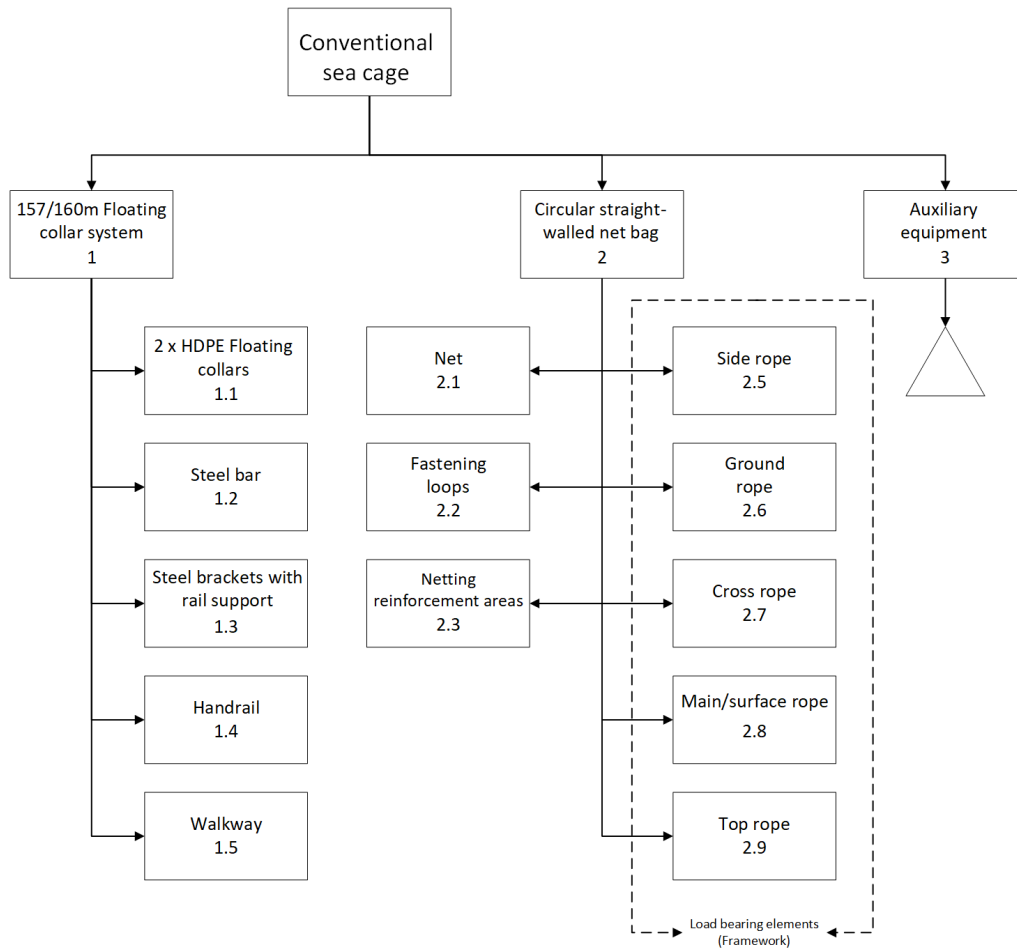 Conventional
sea cage
157/160m Floating
collar system
1
Circular straight-
walled net bag
2
Auxiliary
equipment
3
2 x HDPE Floating
collars
1.1
Steel bar
1.2
Steel brackets with
rail support
1.3
Handrail
1.4
Walkway
1.5
Net
2.1
Fastening
loops
2.2
Netting
reinforcement areas
2.3
Side rope
2.5
Ground
rope
2.6
Cross rope
2.7
Main/surface rope
2.8
Top rope
2.9
Load bearing elements
(Framework)